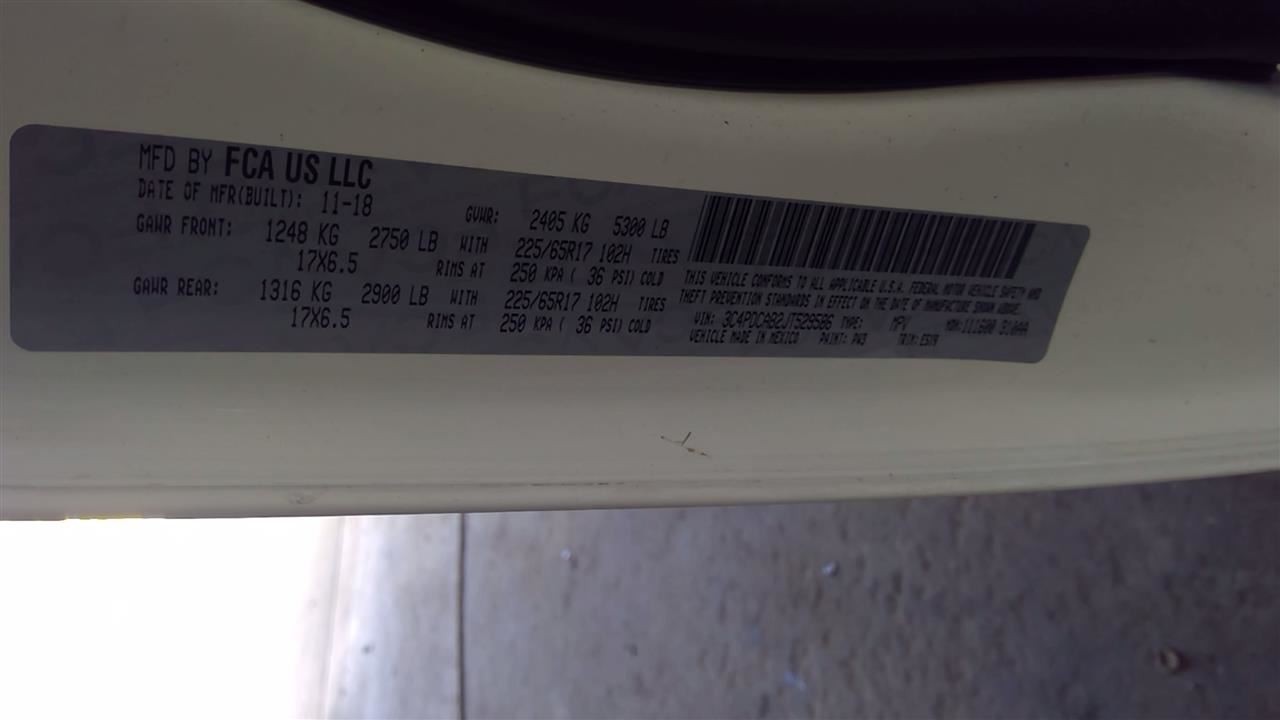 MFD BY FCA US LLC
DATE OF MFR(BUILT): 11-18 GVWR: 2405 KG 5300 LB
GAWR FRONT: 1248 KG 2750 LB WITH 225/65R17 102H TIRES
17X6.5 RIMS AT 250 KPA ( 36 PSI) COLD
GAWR REAR: 1316 KG 2900 LB WITH 225/65R17 102H TIRES
17X6.5 RIMS AT 250 KPA ( 36 PSI) COLD
THIS VEHICLE CONFORMS TO ALL APPLICABLE U.S.A. FEDERAL MOTOR VEHICLE SAFETY AND
THEFT PREVENTION STANDARDS IN EFFECT ON THE DATE OF MANUFACTURE SHOWN ABOVE.
VIN: 3C4PDCAB2JT529586 TYPE: MPV MDH:
VEHICLE MADE IN MEXICO PAINT: PW3 TRIM: